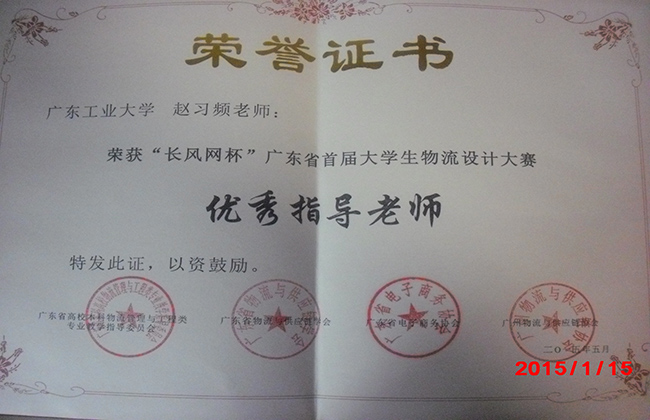 荣誉证书
广东工业大学 赵习频老师：
荣获“长风网杯”广东省首届大学生物流设计大赛
优秀指导老师
特发此证，以资鼓励。
广东省高校本科物流管理与工程类 广东省物流与供应链学会 广东省电子商务协会 广州物流与供应链协会
专业教学指导委员会
二〇一五年五月
2015/1/15